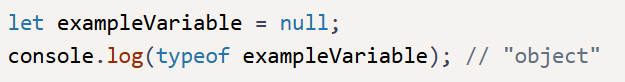 let exampleVariable = null;
console.log(typeof exampleVariable); // "object"